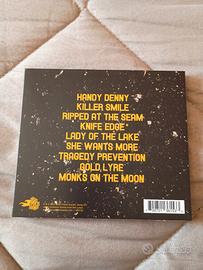 HANDY DENNY
KILLER SMILE
RIPPED AT THE SEAM
KNIFE EDGE
LADY OF THE LAKE
SHE WANTS MORE
TRAGEDY PREVENTION
GOLD LYRE
MONKS ON THE MOON